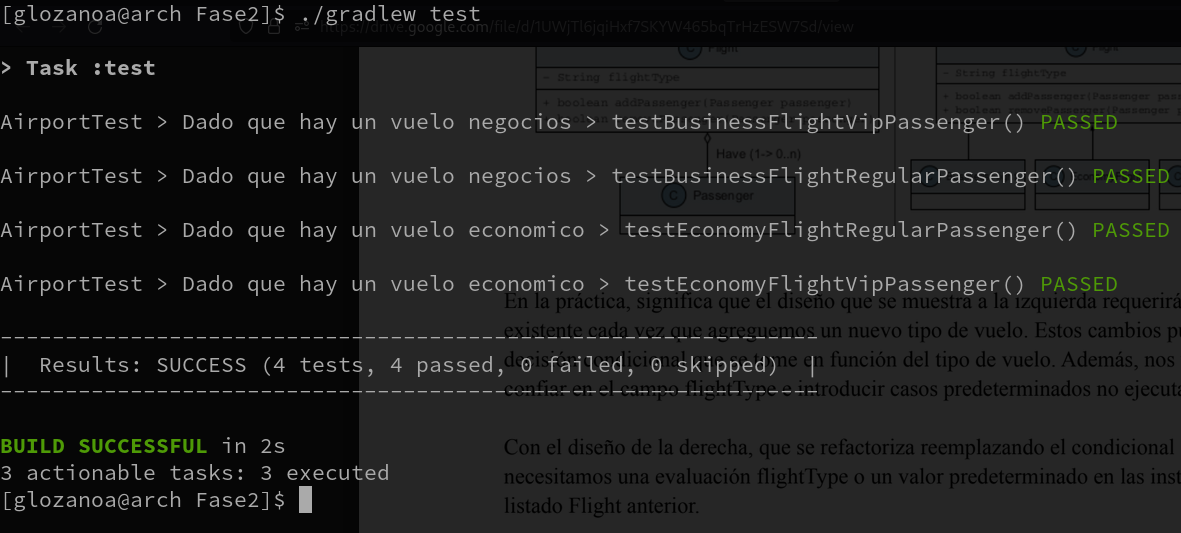 [glozanoa@arch Fase2]$ ./gradlew test
https://drive.google.com/file/d/1UWjTl6jqiHxf7SKYW465bqTrHzESW7Sd/view
> Task :test
- String flightType
- String flightType
+ boolean addPassenger(Passenger passenger)
+ boolean addPassenger(Passenger
+ boolean removePassenger(Passenger
AirportTest > Dado que hay un vuelo negocios > testBusinessFlightVipPassenger() PASSED
Have (1-> 0..n)
AirportTest > Dado que hay un vuelo negocios > testBusinessFlightRegularPassenger() PASSED
C Passenger
AirportTest > Dado que hay un vuelo economico > testEconomyFlightRegularPassenger() PASSED
AirportTest > Dado que hay un vuelo economico > testEconomyFlightVipPassenger() PASSED
En la práctica, significa que el diseño que se muestra a la izquierda requerirá
existente cada vez que agreguemos un nuevo tipo de vuelo. Estos cambios
decisión condicional que se tome en función del tipo de vuelo. Además, nos
| Results: SUCCESS (4 tests, 4 passed, 0 failed, 0 skipped) |
confiar en el campo flightType e introducir casos predeterminados no
BUILD SUCCESSFUL in 2s
Con el diseño de la derecha, que se refactoriza reemplazando el condicional
3 actionable tasks: 3 executed
necesitamos una evaluación flightType o un valor predeterminado en las
[glozanoa@arch Fase2]$
listado Flight anterior.